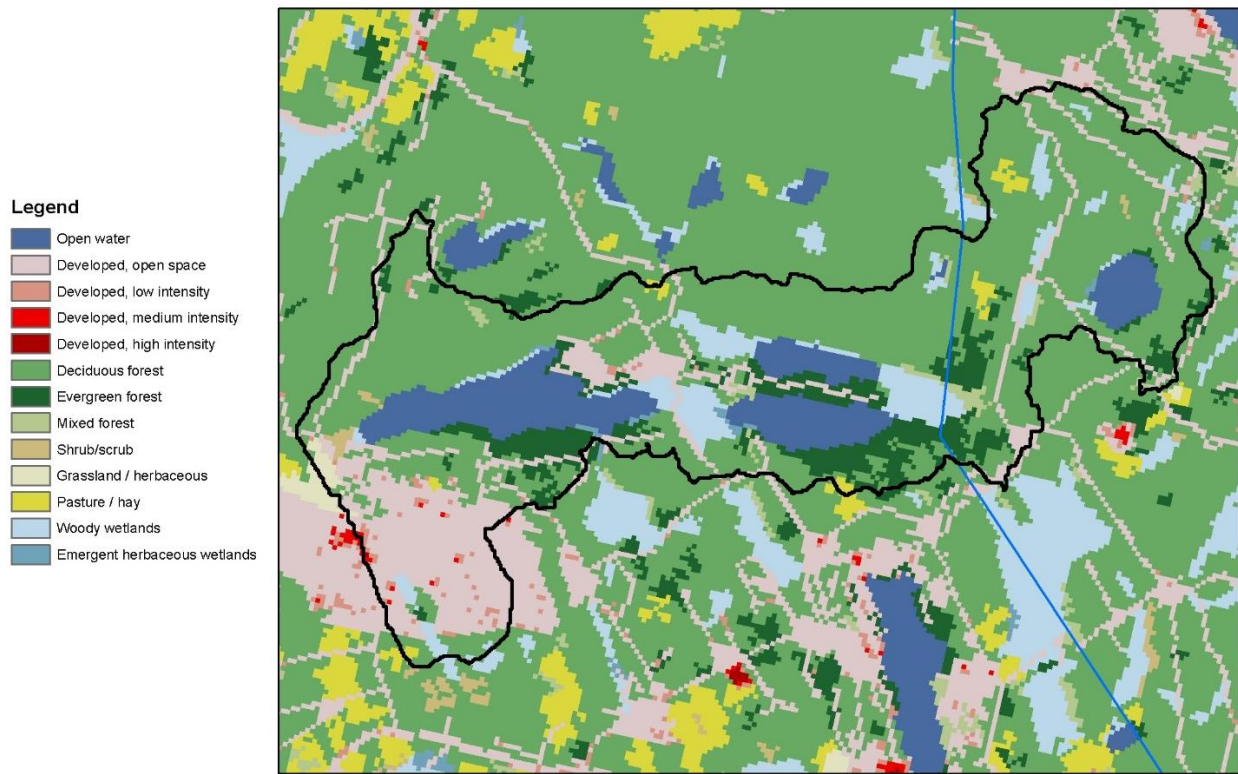 Legend
Open water
Developed, open space
Developed, low intensity
Developed, medium intensity
Developed, high intensity
Deciduous forest
Evergreen forest
Mixed forest
Shrub/scrub
Grassland / herbaceous
Pasture / hay
Woody wetlands
Emergent herbaceous wetlands